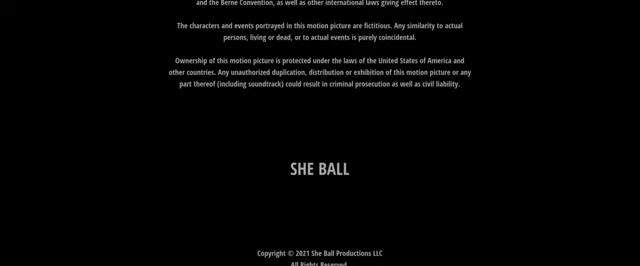 and the Berne Convention, as well as other international laws giving effect thereto.
The characters and events portrayed in this motion picture are fictitious. Any similarity to actual
persons, living or dead, or to actual events is purely coincidental.
Ownership of this motion picture is protected under the laws of the United States of America and
other countries. Any unauthorized duplication, distribution or exhibition of this motion picture or any
part thereof (including soundtrack) could result in criminal prosecution as well as civil liability.
SHE BALL
Copyright © 2021 She Ball Productions LLC
All Rights Reserved